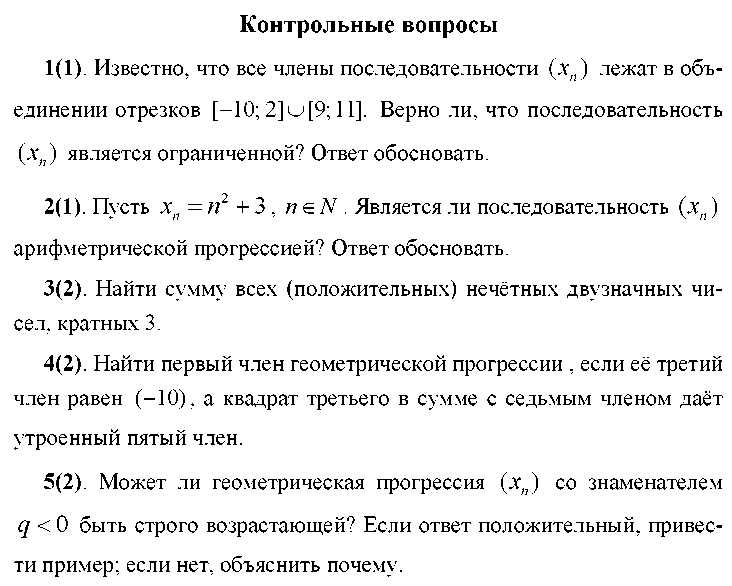 Контрольные вопросы
1(1). Известно, что все члены последовательности (xₙ) лежат в объ-
единении отрезков [−10; 2]∪[9;11]. Верно ли, что последовательность
(xₙ) является ограниченной? Ответ обосновать.
2(1). Пусть xₙ = n² + 3, n ∈ N . Является ли последовательность (xₙ)
арифметрической прогрессией? Ответ обосновать.
3(2). Найти сумму всех (положительных) нечётных двузначных чи-
сел, кратных 3.
4(2). Найти первый член геометрической прогрессии , если её третий
член равен (−10), а квадрат третьего в сумме с седьмым членом даёт
утроенный пятый член.
5(2). Может ли геометрическая прогрессия (xₙ) со знаменателем
q < 0 быть строго возрастающей? Если ответ положительный, привес-
ти пример; если нет, объяснить почему.